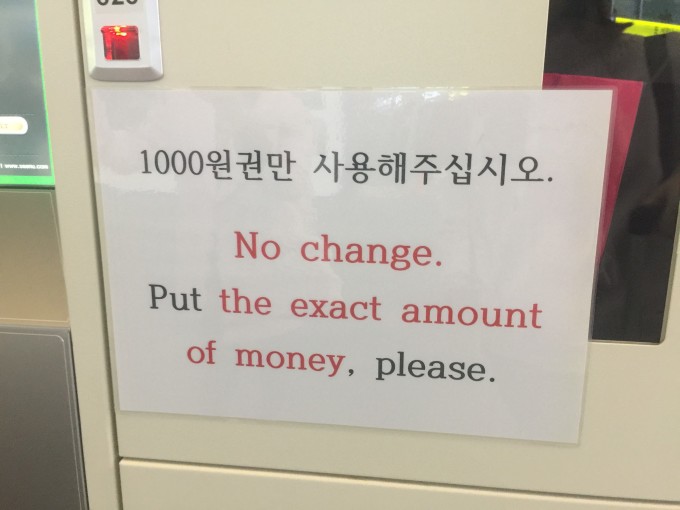 1000원권만 사용해주십시오.
No change.
Put the exact amount
of money, please.